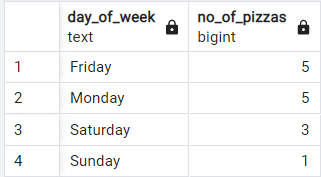 day_of_week no_of_pizzas
text bigint
1 Friday 5
2 Monday 5
3 Saturday 3
4 Sunday 1